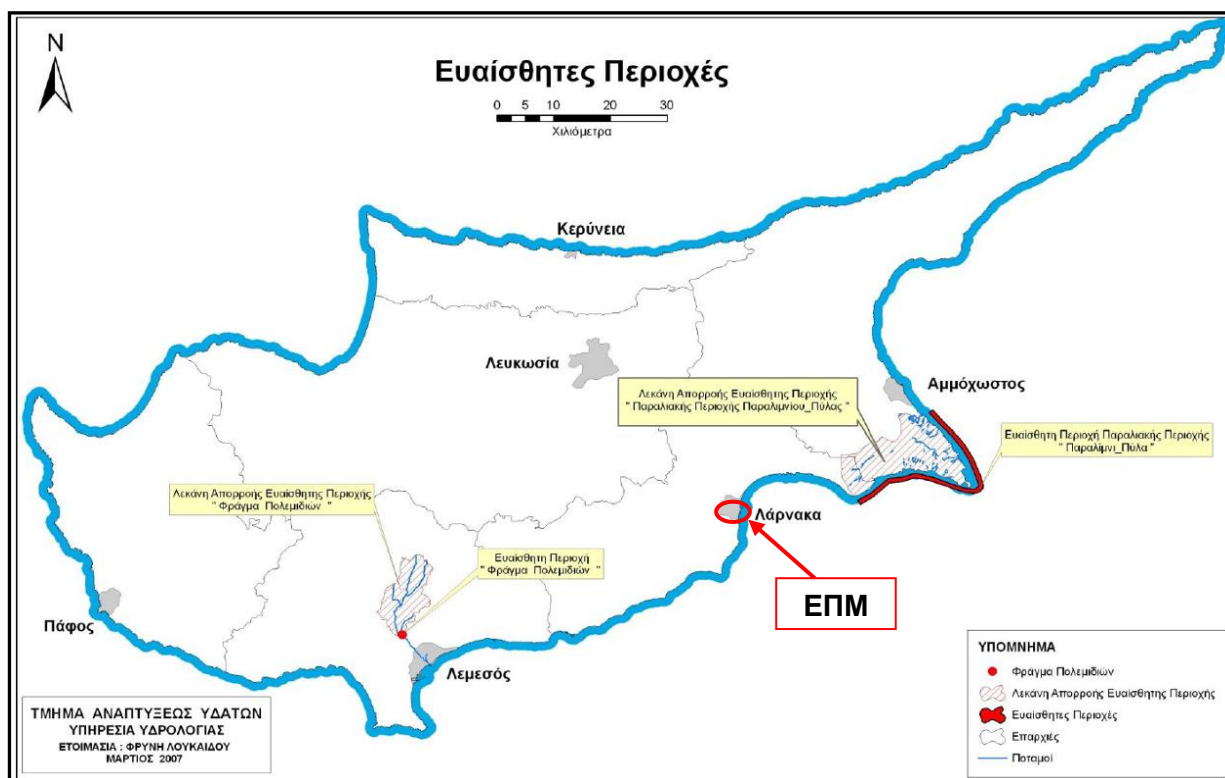 N
Ευαίσθητες Περιοχές
0 5 10 20 30
Χιλιόμετρα
Κερύνεια
Λευκωσία
Λεκάνη Απορροής Ευαίσθητης Περιοχής
" Παραλιακής Περιοχής Παραλιμνίου_Πύλας "
Αμμόχωστος
Ευαίσθητη Περιοχή Παραλιακής Περιοχής
" Παραλίμνι_Πύλα "
Λεκάνη Απορροής Ευαίσθητης Περιοχής
" Φράγμα Πολεμιδιών "
Λάρνακα
Ευαίσθητη Περιοχή
" Φράγμα Πολεμιδιών "
ΕΠΜ
Πάφος
Λεμεσός
ΥΠΟΜΝΗΜΑ
Φράγμα Πολεμιδιών
Λεκάνη Απορροής Ευαίσθητης Περιοχής
Ευαίσθητες Περιοχές
Επαρχιές
Ποταμοί
ΤΜΗΜΑ ΑΝΑΠΤΥΞΕΩΣ ΥΔΑΤΩΝ
ΥΠΗΡΕΣΙΑ ΥΔΡΟΛΟΓΙΑΣ
ΕΤΟΙΜΑΣΙΑ : ΦΡΥΝΗ ΛΟΥΚΑΙΔΟΥ
ΜΑΡΤΙΟΣ 2007